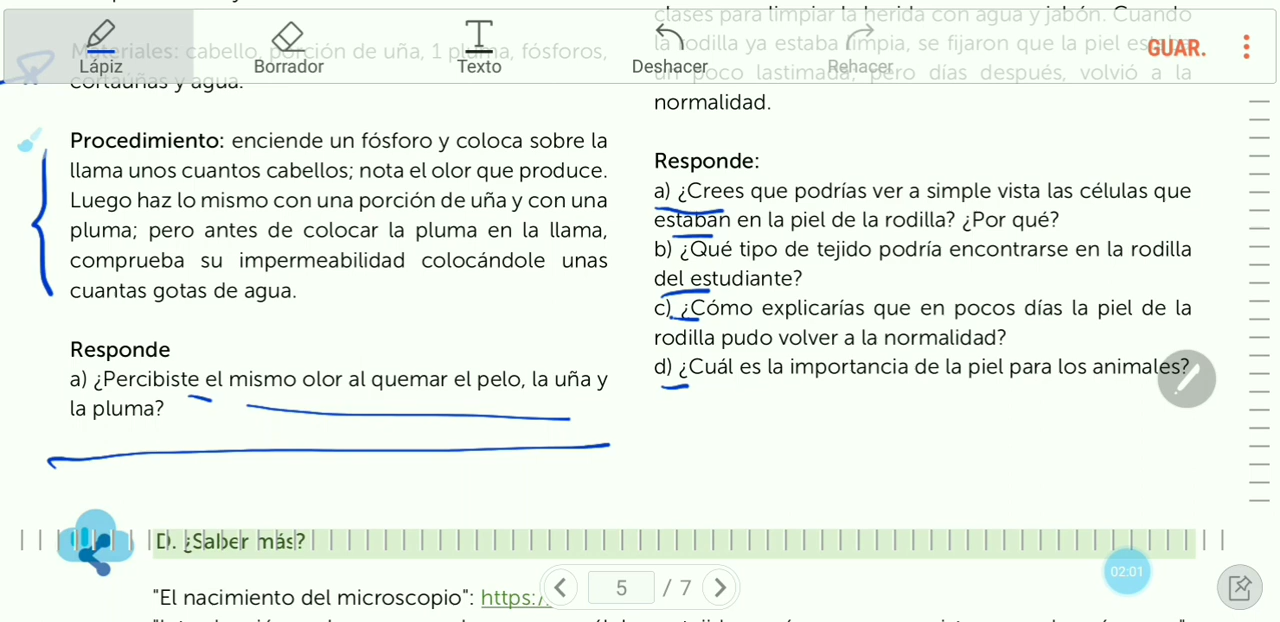 clases para limpiar la herida con agua y jabón. Cuando
Lápiz
Borrador
Texto
Deshacer
Rehacer
GUAR.
Materiales: cabello, porción de uña, 1 pluma, fósforos,
cortaúñas y agua.
Procedimiento: enciende un fósforo y coloca sobre la
llama unos cuantos cabellos; nota el olor que produce.
Luego haz lo mismo con una porción de uña y con una
pluma; pero antes de colocar la pluma en la llama,
comprueba su impermeabilidad colocándole unas
cuantas gotas de agua.
Responde
a) ¿Percibiste el mismo olor al quemar el pelo, la uña y
la pluma?
la rodilla ya estaba limpia, se fijaron que la piel estaba
un poco lastimada, pero días después, volvió a la
normalidad.
Responde:
a) ¿Crees que podrías ver a simple vista las células que
estaban en la piel de la rodilla? ¿Por qué?
b) ¿Qué tipo de tejido podría encontrarse en la rodilla
del estudiante?
c) ¿Cómo explicarías que en pocos días la piel de la
rodilla pudo volver a la normalidad?
d) ¿Cuál es la importancia de la piel para los animales?
D. ¿Saber más?
02:01
"El nacimiento del microscopio": https:/
5 / 7